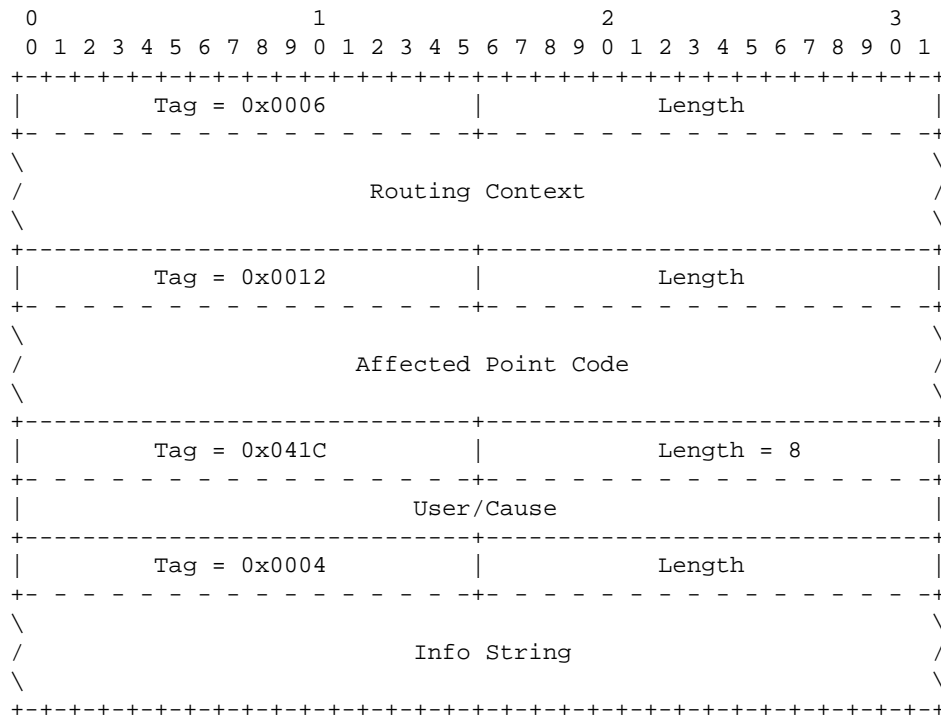 0                   1                   2                   3
 0 1 2 3 4 5 6 7 8 9 0 1 2 3 4 5 6 7 8 9 0 1 2 3 4 5 6 7 8 9 0 1
+-+-+-+-+-+-+-+-+-+-+-+-+-+-+-+-+-+-+-+-+-+-+-+-+-+-+-+-+-+-+-+-+
|         Tag = 0x0006          |            Length             |
+- - - - - - - - - - - - - - - -+- - - - - - - - - - - - - - - -+
\                                                               \
/                        Routing Context                        /
\                                                               \
+-------------------------------+-------------------------------+
|         Tag = 0x0012          |            Length             |
+- - - - - - - - - - - - - - - -+- - - - - - - - - - - - - - - -+
\                                                               \
/                       Affected Point Code                     /
\                                                               \
+-------------------------------+-------------------------------+
|         Tag = 0x041C          |            Length = 8         |
+- - - - - - - - - - - - - - - -+- - - - - - - - - - - - - - - -+
|                           User/Cause                          |
+-------------------------------+-------------------------------+
|         Tag = 0x0004          |            Length             |
+- - - - - - - - - - - - - - - -+- - - - - - - - - - - - - - - -+
\                                                               \
/                           Info String                         /
\                                                               \
+-+-+-+-+-+-+-+-+-+-+-+-+-+-+-+-+-+-+-+-+-+-+-+-+-+-+-+-+-+-+-+-+